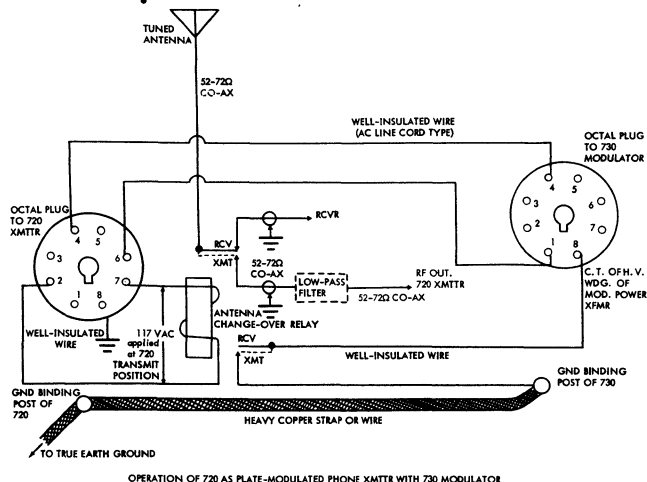 TUNED
ANTENNA
52-72Ω
CO-AX
WELL-INSULATED WIRE
(AC LINE CORD TYPE)
OCTAL PLUG
TO 730
MODULATOR
4
5
3
6
2
7
1
8
OCTAL PLUG
TO 720
XMTTR
4
5
3
6
2
7
1
8
RCV
RCVR
XMT
52-72Ω
CO-AX
LOW-PASS
FILTER
RF OUT.
720 XMTTR
52-72Ω CO-AX
C.T. OF H.V.
WDG. OF
MOD. POWER
XFMR
ANTENNA
CHANGE-OVER RELAY
WELL-INSULATED
WIRE
117 VAC
applied
at 720
TRANSMIT
POSITION
RCV
XMT
WELL-INSULATED WIRE
GND BINDING
POST OF 730
GND BINDING
POST OF
720
HEAVY COPPER STRAP OR WIRE
TO TRUE EARTH GROUND
OPERATION OF 720 AS PLATE-MODULATED PHONE XMTTR WITH 730 MODULATOR